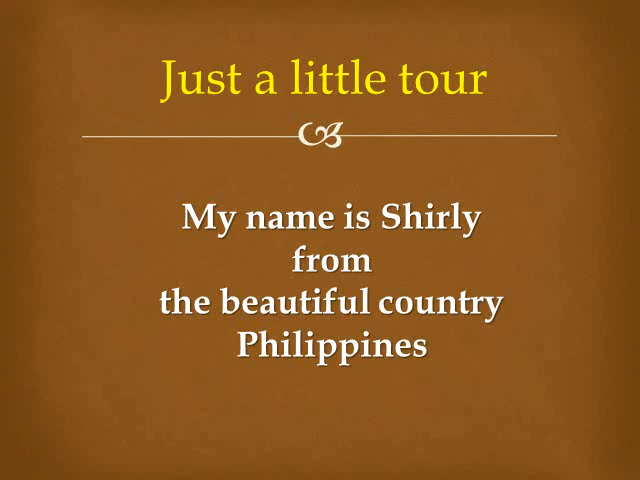 Just a little tour
My name is Shirly
from
the beautiful country
Philippines